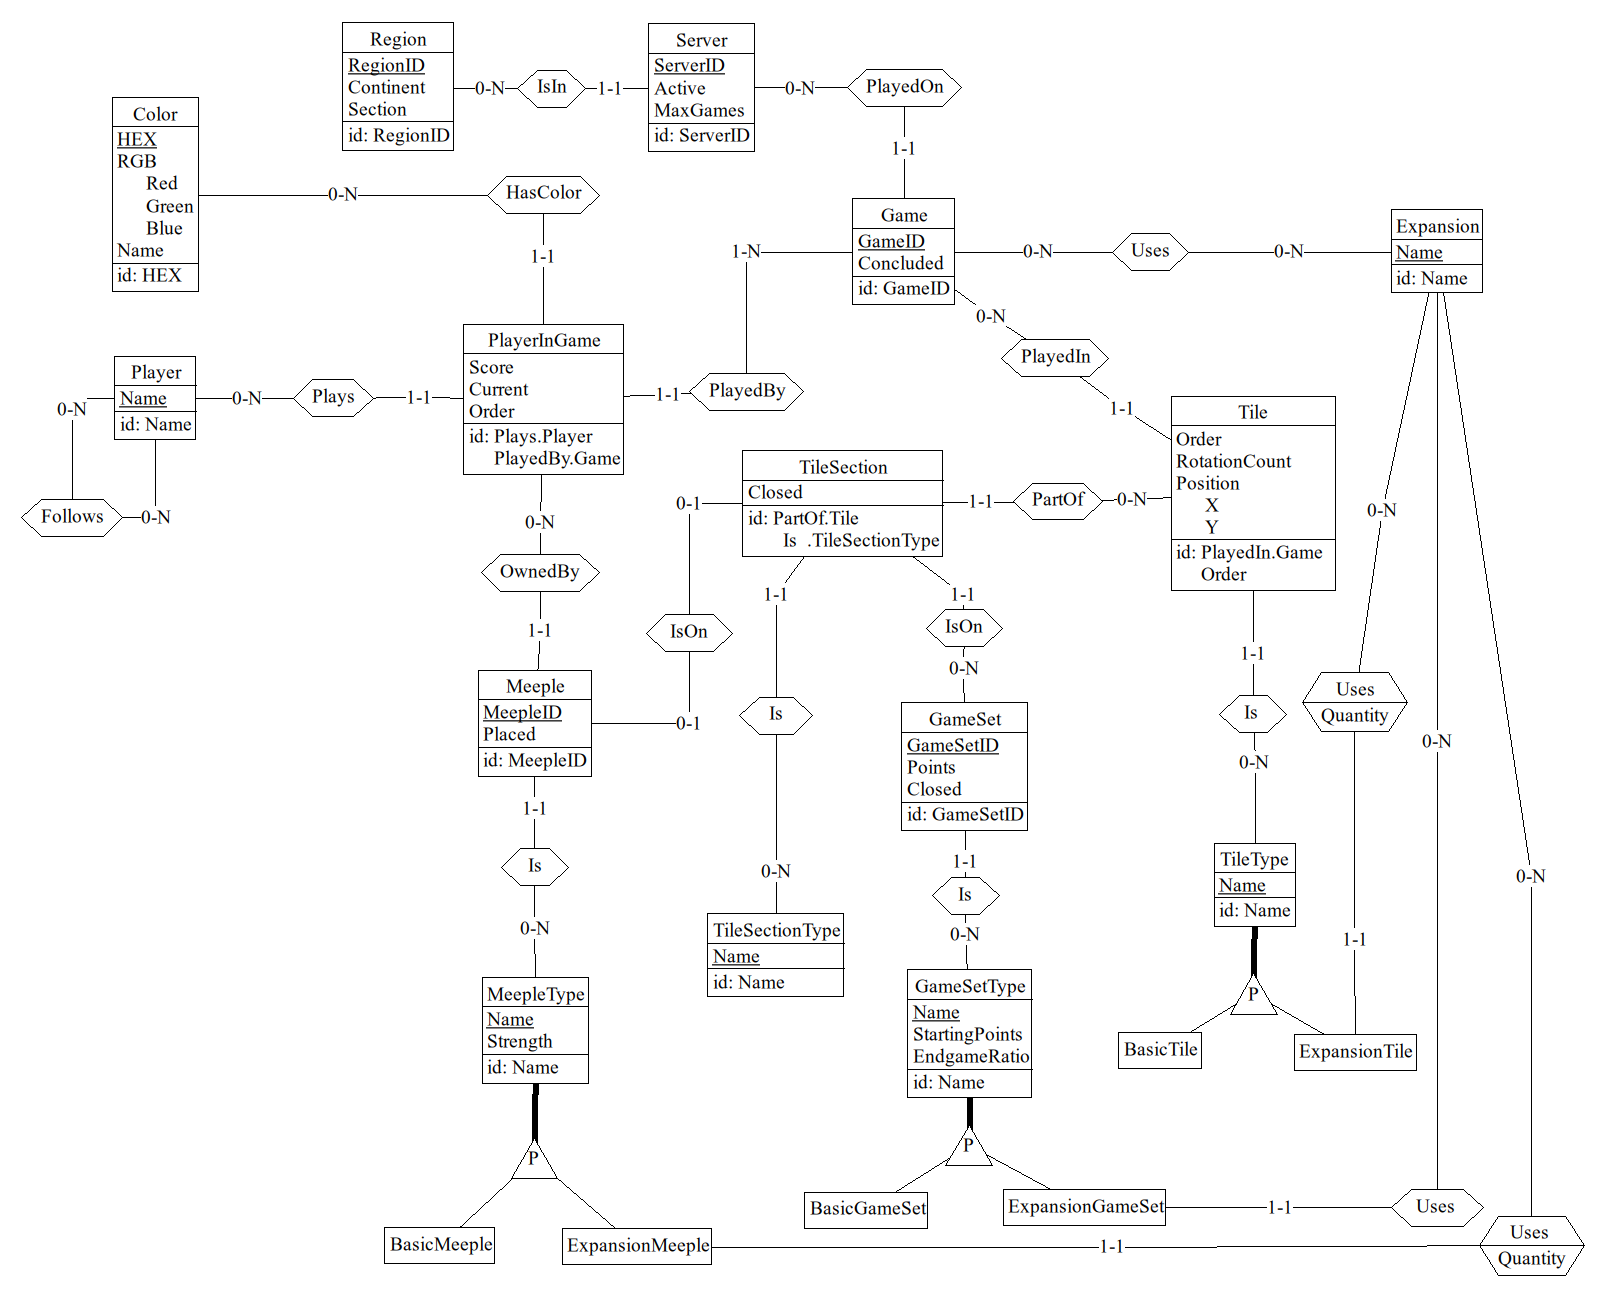 Region
RegionID
Continent
Section
id: RegionID
0-N
IsIn
1-1
Server
ServerID
Active
MaxGames
id: ServerID
0-N
PlayedOn
1-1
Color
HEX
RGB
Red
Green
Blue
Name
id: HEX
0-N
HasColor
1-1
Game
GameID
Concluded
id: GameID
1-N
0-N
Uses
0-N
Expansion
Name
id: Name
0-N
PlayedIn
1-1
Player
Name
id: Name
0-N
Plays
1-1
0-N
Follows
0-N
PlayerInGame
Score
Current
Order
id: Plays.Player
PlayedBy.Game
1-1
PlayedBy
0-N
OwnedBy
1-1
TileSection
Closed
id: PartOf.Tile
Is .TileSectionType
0-1
1-1
PartOf
0-N
Tile
Order
RotationCount
Position
X
Y
id: PlayedIn.Game
Order
0-N
1-1
1-1
IsOn
IsOn
0-N
1-1
Is
Uses
Quantity
Meeple
MeepleID
Placed
id: MeepleID
0-1
Is
GameSet
GameSetID
Points
Closed
id: GameSetID
0-N
0-N
1-1
Is
0-N
0-N
1-1
Is
0-N
TileType
Name
id: Name
0-N
1-1
TileSectionType
Name
id: Name
MeepleType
Name
Strength
id: Name
GameSetType
Name
StartingPoints
EndgameRatio
id: Name
P
BasicTile
ExpansionTile
P
P
BasicGameSet
ExpansionGameSet
1-1
Uses
BasicMeeple
ExpansionMeeple
1-1
Uses
Quantity